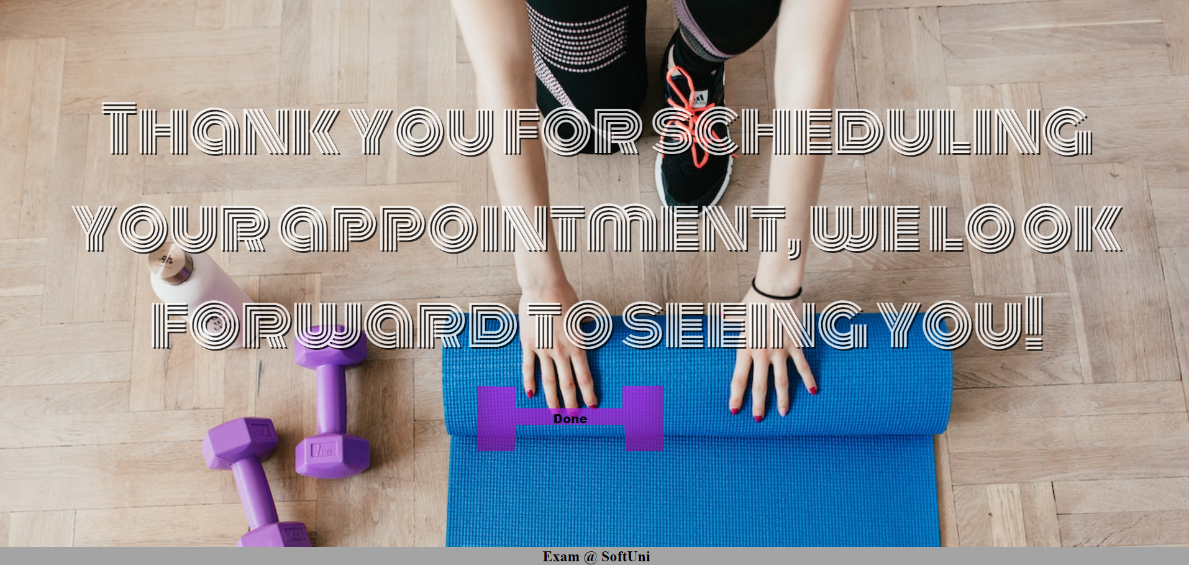 Thank you for scheduling
your appointment, we look
forward to seeing you!
Done
Exam @ SoftUni